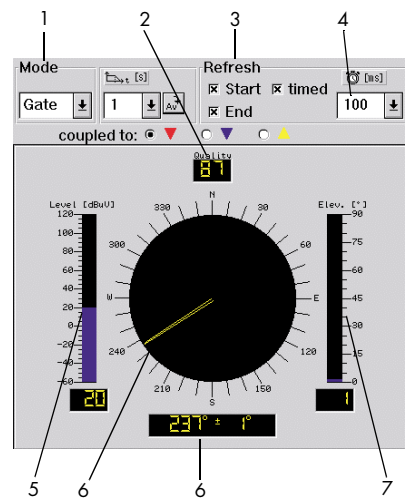 1 2 3 4
Mode t [s] Refresh [ms]
Gate 1 Av Start timed 100
End
coupled to:
Quality
87
Level [dBuV] N Elev. [°]
120 330 30 90
100
80 300 60 75
60 60
40 W E 45
20
0 30
-20 240 120 15
-40
-60 210 150 0
S
20 237° ± 1° 1
5 6 6 7